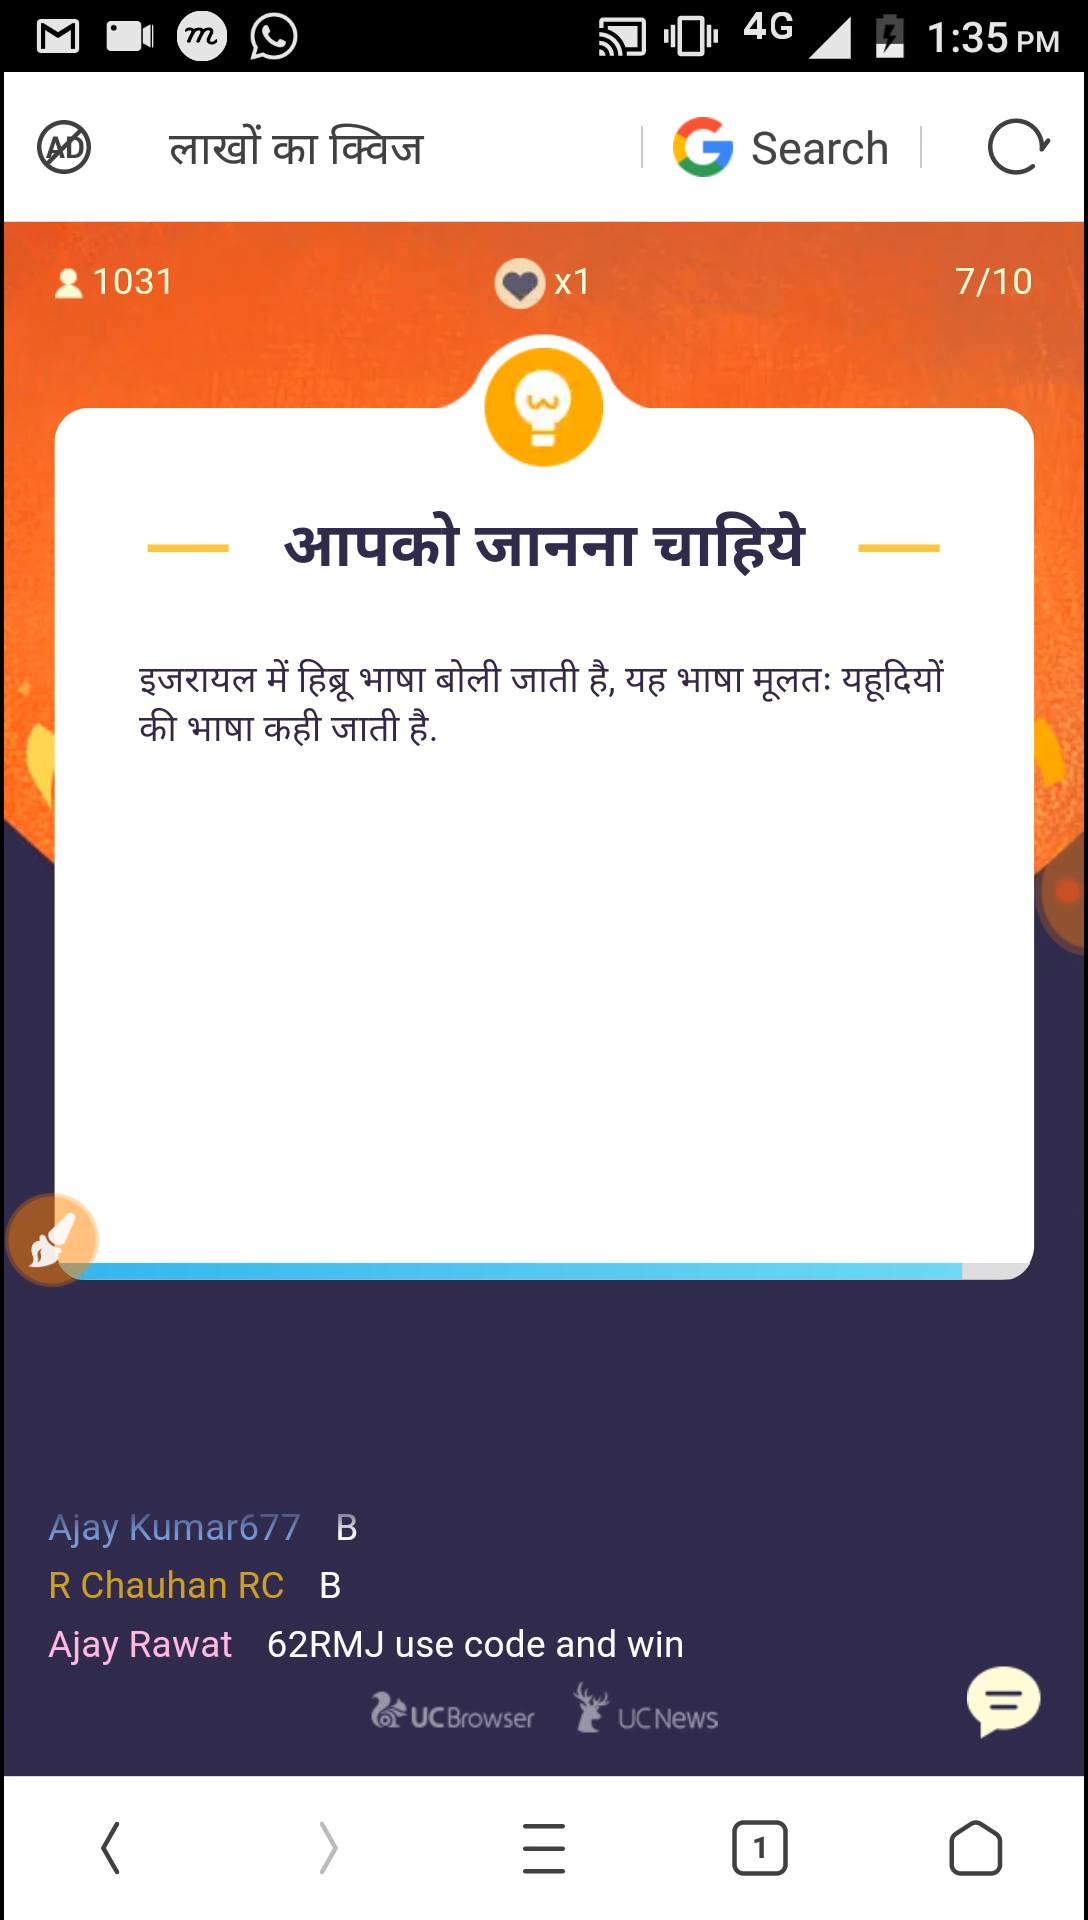 4G 1:35 PM
AD लाखों का क्विज Search
1031 x1 7/10
आपको जानना चाहिये
इजरायल में हिब्रू भाषा बोली जाती है, यह भाषा मूलतः यहूदियों
की भाषा कही जाती है.
Ajay Kumar677 B
R Chauhan RC B
Ajay Rawat 62RMJ use code and win
UCBrowser UCNews
1